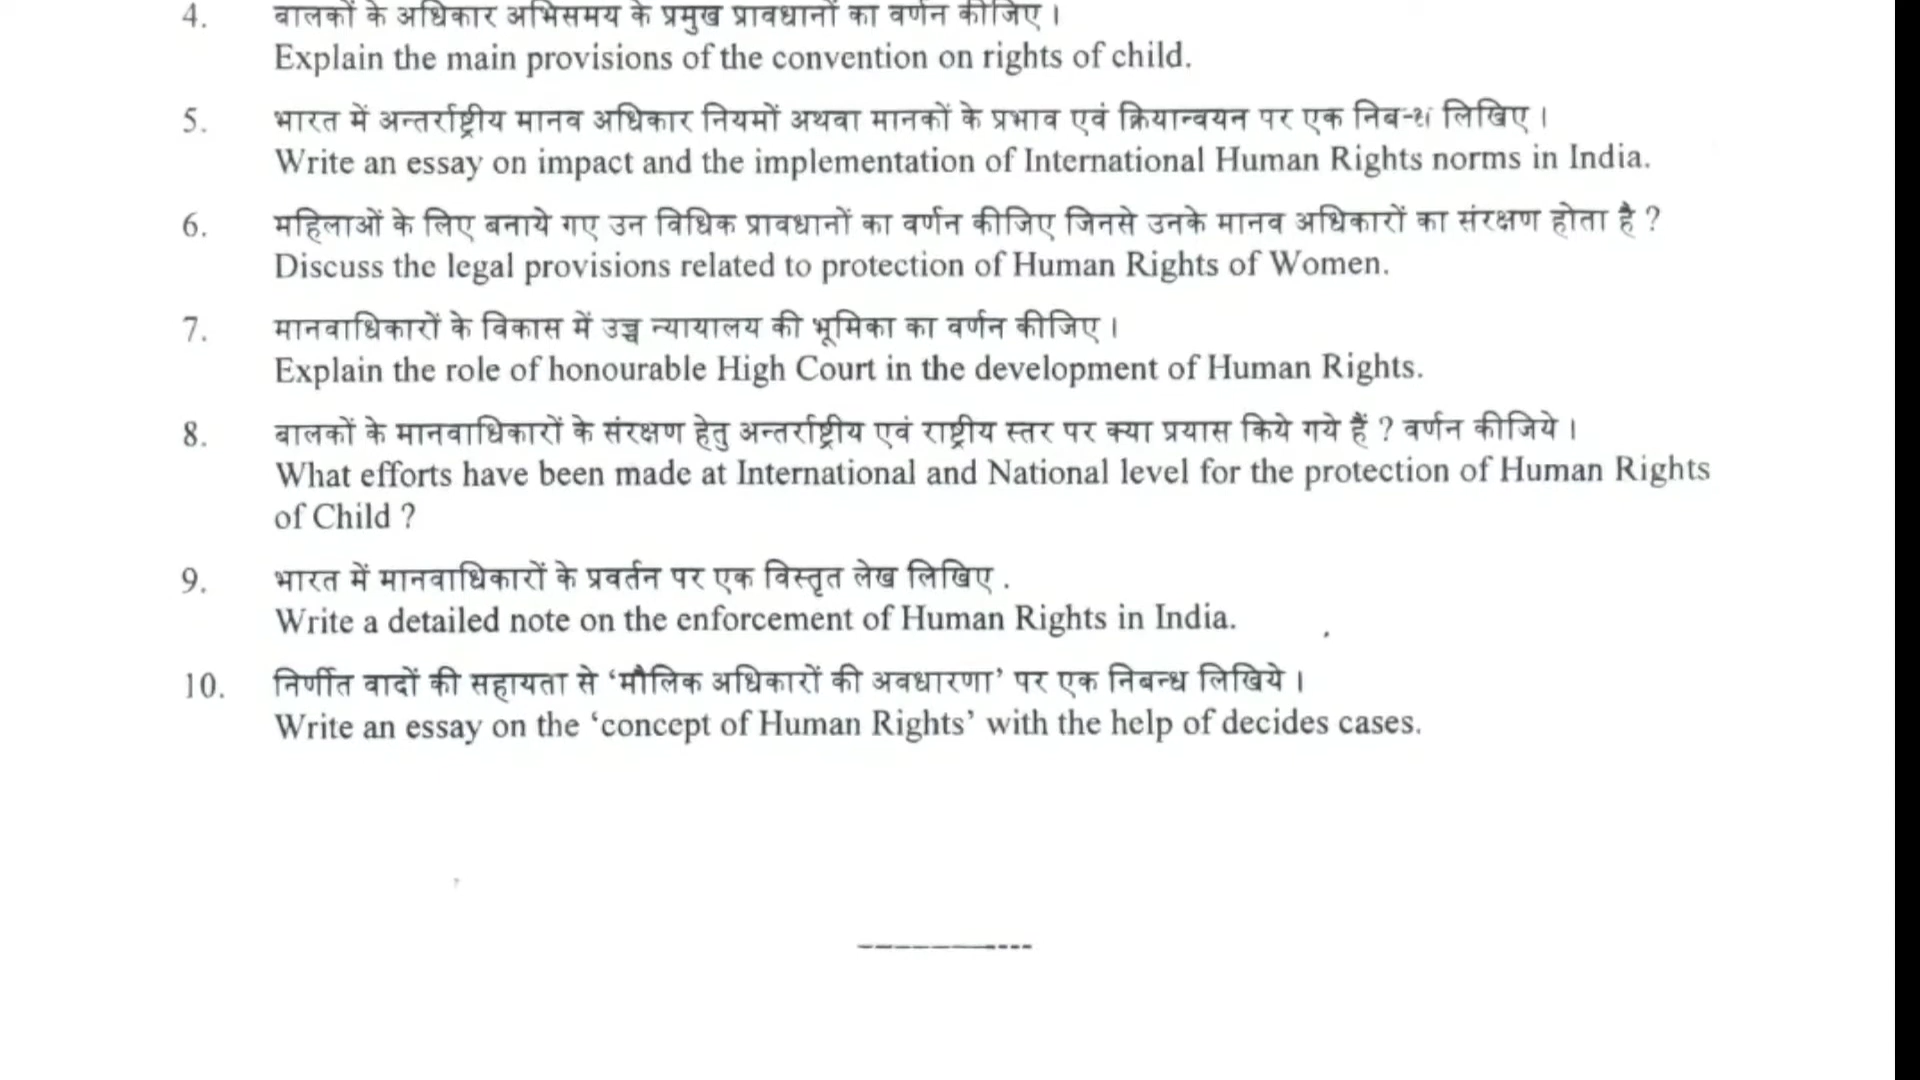 4. बालकों के अधिकार अभिसमय के प्रमुख प्रावधानों का वर्णन कीजिए ।
Explain the main provisions of the convention on rights of child.
5. भारत में अन्तर्राष्ट्रीय मानव अधिकार नियमों अथवा मानकों के प्रभाव एवं क्रियान्वयन पर एक लिखिए ।
Write an essay on impact and the implementation of International Human Rights norms in India.
6. महिलाओं के लिए बनाये गए उन विधिक प्रावधानों का वर्णन कीजिए जिनसे उनके मानव अधिकारों का संरक्षण होता है ?
Discuss the legal provisions related to protection of Human Rights of Women.
7. मानवाधिकारों के विकास में उच्च न्यायालय की भूमिका का वर्णन कीजिए ।
Explain the role of honourable High Court in the development of Human Rights.
8. बालकों के मानवाधिकारों के संरक्षण हेतु अन्तर्राष्ट्रीय एवं राष्ट्रीय स्तर पर क्या प्रयास किये गये हैं ? वर्णन कीजिये ।
What efforts have been made at International and National level for the protection of Human Rights
of Child ?
9. भारत में मानवाधिकारों के प्रवर्तन पर एक विस्तृत लेख लिखिए .
Write a detailed note on the enforcement of Human Rights in India.
10. निर्णीत वादों की सहायता से ‘मौलिक अधिकारों की अवधारणा’ पर एक निबन्ध लिखिये ।
Write an essay on the ‘concept of Human Rights’ with the help of decides cases.